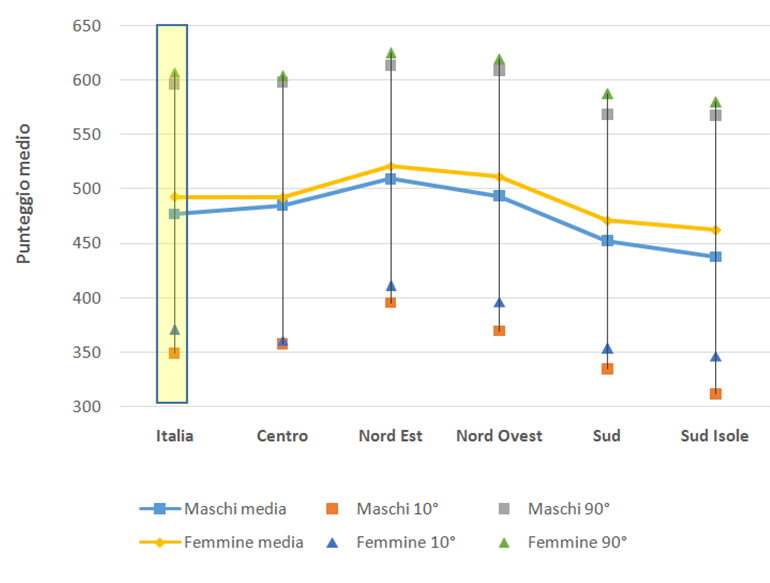 650
600
550
500
450
400
350
300
Punteggio medio
Italia Centro Nord Est Nord Ovest Sud Sud Isole
Maschi media Maschi 10° Maschi 90°
Femmine media Femmine 10° Femmine 90°